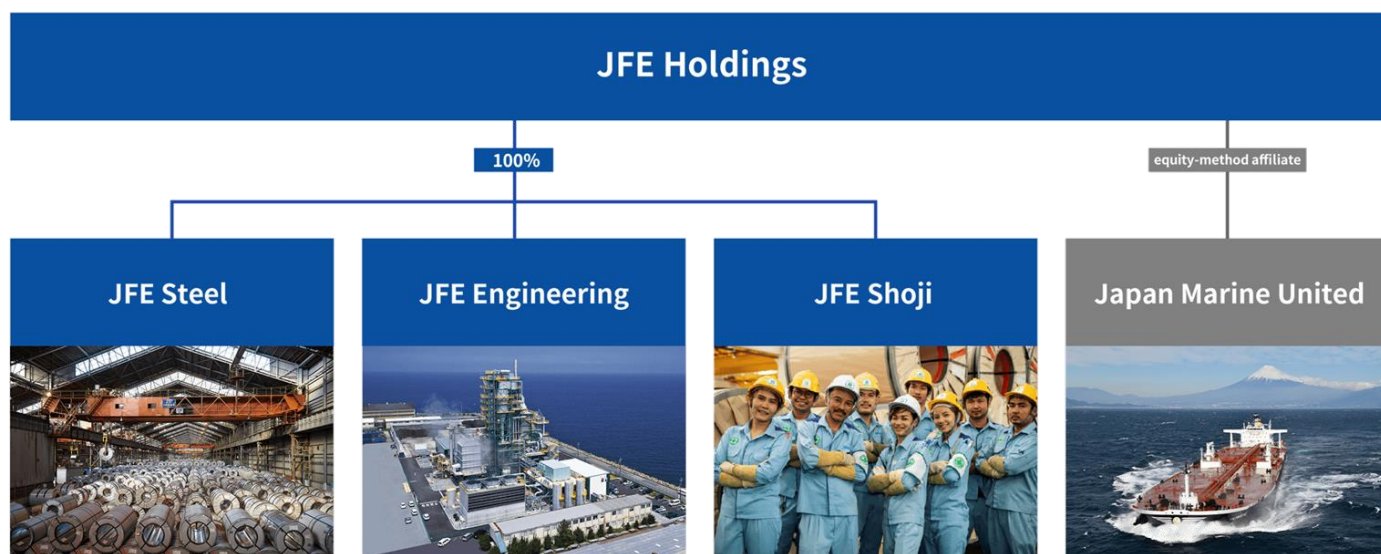 JFE Holdings
100%
equity-method affiliate
JFE Steel
JFE Engineering
JFE Shoji
Japan Marine United